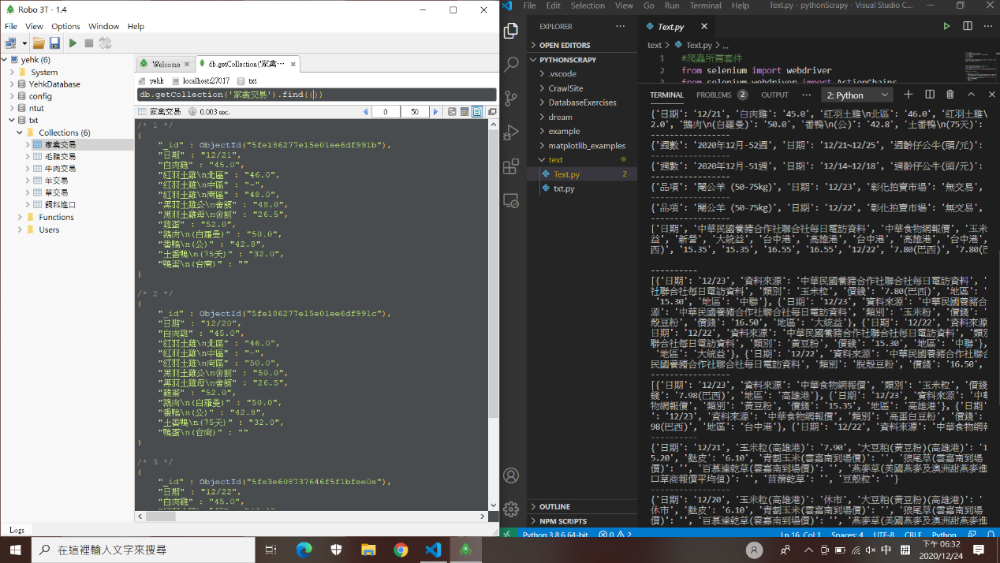 Robo 3T - 1.4
File View Options Window Help
yehk (6)
System
YehkDatabase
config
ntut
txt
Collections (6)
家禽交易
毛豬交易
牛肉交易
羊交易
草交易
飼料進口
Functions
Users
Welcome
db.getCollection('家禽…
yehk localhost:27017 txt
db.getCollection('家禽交易').find({})
家禽交易 0.003 sec. 0 50
/* 1 */
{
"_id" : ObjectId("5fe186277e15e01ee6df991b"),
"日期" : "12/21",
"白肉雞" : "45.0",
"紅羽土雞\n北區" : "46.0",
"紅羽土雞\n中區" : "-",
"紅羽土雞\n南區" : "48.0",
"黑羽土雞公\n舍飼" : "48.0",
"黑羽土雞母\n舍飼" : "26.5",
"雞蛋" : "52.0",
"鵝肉\n(白羅曼)" : "50.0",
"番鴨\n(公)" : "42.8",
"土番鴨\n(75天)" : "32.0",
"鴨蛋\n(台南)" : ""
}
/* 2 */
{
"_id" : ObjectId("5fe186277e15e01ee6df991c"),
"日期" : "12/20",
"白肉雞" : "45.0",
"紅羽土雞\n北區" : "46.0",
"紅羽土雞\n中區" : "-",
"紅羽土雞\n南區" : "50.0",
"黑羽土雞公\n舍飼" : "50.0",
"黑羽土雞母\n舍飼" : "26.5",
"雞蛋" : "52.0",
"鵝肉\n(白羅曼)" : "50.0",
"番鴨\n(公)" : "42.8",
"土番鴨\n(75天)" : "32.0",
"鴨蛋\n(台南)" : ""
}
/* 3 */
{
"_id" : ObjectId("5fe3e608737646f5f1bfee0e"),
"日期" : "12/22",
"白肉雞" : "45.0",
Logs
File Edit Selection View Go Run Terminal Help Text.py - pythonScrapy - Visual Studio C...
EXPLORER
OPEN EDITORS
PYTHONSCRAPY
.vscode
CrawlSite
DatabaseExercises
dream
example
matplotlib_examples
text
Text.py 2
txt.py
OUTLINE
NPM SCRIPTS
Text.py
text > Text.py > ...
1 #爬蟲所需套件
2 from selenium import webdriver
3 from selenium.webdriver import ActionChains
TERMINAL PROBLEMS 2 OUTPUT ... 2: Python
{'日期': '12/21', '白肉雞': '45.0', '紅羽土雞\n北區': '46.0', '紅羽土雞\
2.0', '鵝肉\n(白羅曼)': '50.0', '番鴨\n(公)': '42.8', '土番鴨\n(75天)':
-----------------
{'週數': '2020年12月-52週', '日期': '12/21~12/25', '週齡仔公牛(頭/元)':
-----------------
{'週數': '2020年12月-51週', '日期': '12/14~12/18', '週齡仔公牛(頭/元)':
-----------------
{'品項': '閹公羊 (50-75kg)', '日期': '12/23', '彰化拍賣市場': '無交易',
-----------------
{'品項': '閹公羊 (50-75kg)', '日期': '12/22', '彰化拍賣市場': '無交易',
-----------------
['日期', '中華民國養豬合作社聯合社每日電訪資料', '中華食物網報價', '玉米
益', '新營', '大統益', '台中港', '高雄港', '台中港', '高雄港', '台中港',
西)', '15.35', '15.35', '16.55', '16.55', '12/22', '7.80(巴西)', '7.80(巴
----------
[{'日期': '12/23', '資料來源': '中華民國養豬合作社聯合社每日電訪資料', '
社聯合社每日電訪資料', '類別': '玉米粒', '價錢': '7.80(巴西)', '地區': '
'15.30', '地區': '中聯'}, {'日期': '12/23', '資料來源': '中華民國養豬合
源': '中華民國養豬合作社聯合社每日電訪資料', '類別': '玉米粉', '價錢': '
殼豆粉', '價錢': '16.50', '地區': '大統益'}, {'日期': '12/22', '資料來源
日期': '12/22', '資料來源': '中華民國養豬合作社聯合社每日電訪資料', '類別
聯合社每日電訪資料', '類別': '黃豆粉', '價錢': '15.30', '地區': '中聯'},
'地區': '大統益'}, {'日期': '12/22', '資料來源': '中華民國養豬合作社聯合
民國養豬合作社聯合社每日電訪資料', '類別': '脫殼豆粉', '價錢': '16.50',
-----------------
[{'日期': '12/23', '資料來源': '中華食物網報價', '類別': '玉米粒', '價錢
錢': '7.98(巴西)', '地區': '高雄港'}, {'日期': '12/23', '資料來源': '中華
物網報價', '類別': '黃豆粉', '價錢': '15.35', '地區': '高雄港'}, {'日期'
': '12/23', '資料來源': '中華食物網報價', '類別': '高蛋白豆粉', '價錢':
98(巴西)', '地區': '台中港'}, {'日期': '12/22', '資料來源': '中華食物網報
----------
{'日期': '12/21', '玉米粒(高雄港)': '7.90', '大豆粕(黃豆粉)(高雄港)': '1
5.20', '麩皮': '6.10', '青割玉米(雲嘉南到場價)': '', '狼尾草(雲嘉南到場
價)': '', '百慕達乾草(雲嘉南到場價)': '', '燕麥草(美國燕麥及澳洲甜燕麥進
口草商報價平均值)': '', '苜蓿乾草': '', '豆殼粒': ''}
-----------------
{'日期': '12/20', '玉米粒(高雄港)': '休市', '大豆粕(黃豆粉)(高雄港)': '
休市', '麩皮': '6.10', '青割玉米(雲嘉南到場價)': '', '狼尾草(雲嘉南到場
價)': '', '百慕達乾草(雲嘉南到場價)': '', '燕麥草(美國燕麥及澳洲甜燕麥進
Python 3.8.6 64-bit 0 2 Ln 16, Col 1 Spaces: 4 UTF-8 CRLF Python
在這裡輸入文字來搜尋
中
下午 06:32
2020/12/24